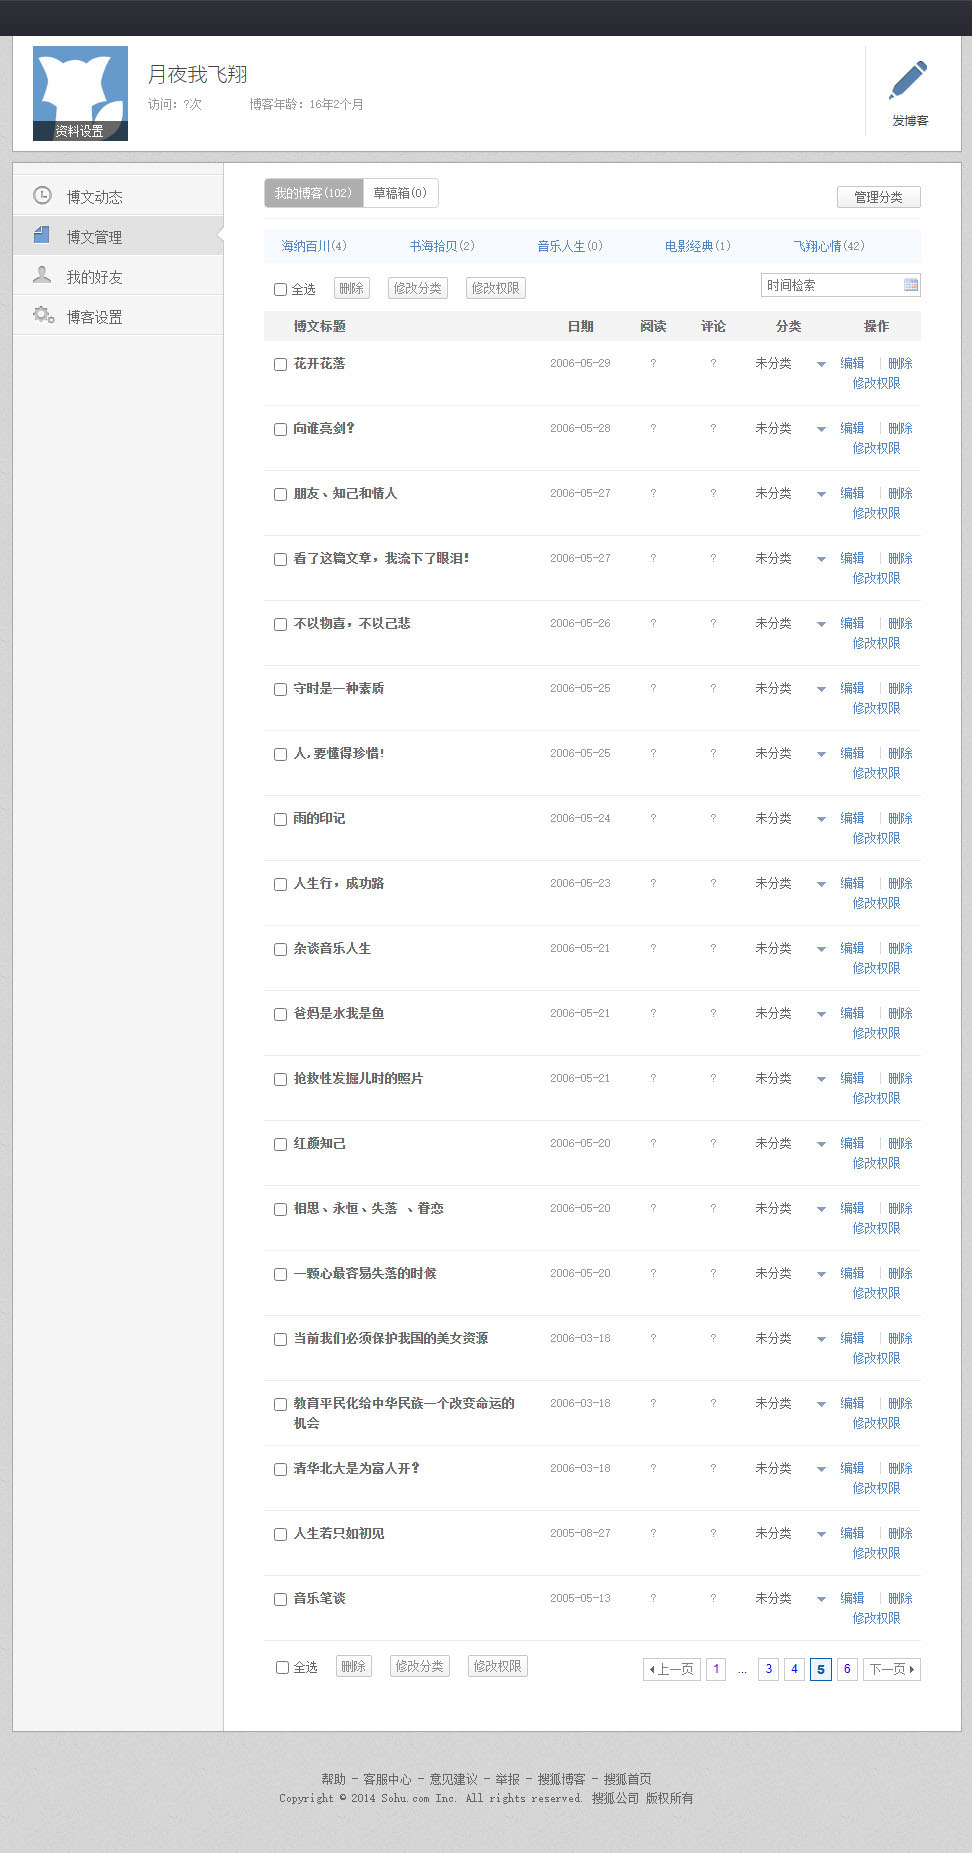 月夜我飞翔
访问：?次 博客年龄：16年2个月
资料设置
发博客
博文动态
博文管理
我的好友
博客设置
我的博客(102) 草稿箱(0)
管理分类
海纳百川(4) 书海拾贝(2) 音乐人生(0) 电影经典(1) 飞翔心情(42)
全选 删除 修改分类 修改权限 时间检索
博文标题 日期 阅读 评论 分类 操作
花开花落 2006-05-29 ? ? 未分类 编辑 | 删除
修改权限
向谁亮剑？ 2006-05-28 ? ? 未分类 编辑 | 删除
修改权限
朋友、知己和情人 2006-05-27 ? ? 未分类 编辑 | 删除
修改权限
看了这篇文章，我流下了眼泪！ 2006-05-27 ? ? 未分类 编辑 | 删除
修改权限
不以物喜，不以己悲 2006-05-26 ? ? 未分类 编辑 | 删除
修改权限
守时是一种素质 2006-05-25 ? ? 未分类 编辑 | 删除
修改权限
人,要懂得珍惜! 2006-05-25 ? ? 未分类 编辑 | 删除
修改权限
雨的印记 2006-05-24 ? ? 未分类 编辑 | 删除
修改权限
人生行，成功路 2006-05-23 ? ? 未分类 编辑 | 删除
修改权限
杂谈音乐人生 2006-05-21 ? ? 未分类 编辑 | 删除
修改权限
爸妈是水我是鱼 2006-05-21 ? ? 未分类 编辑 | 删除
修改权限
抢救性发掘儿时的照片 2006-05-21 ? ? 未分类 编辑 | 删除
修改权限
红颜知己 2006-05-20 ? ? 未分类 编辑 | 删除
修改权限
相思、永恒、失落 、眷恋 2006-05-20 ? ? 未分类 编辑 | 删除
修改权限
一颗心最容易失落的时候 2006-05-20 ? ? 未分类 编辑 | 删除
修改权限
当前我们必须保护我国的美女资源 2006-03-18 ? ? 未分类 编辑 | 删除
修改权限
教育平民化给中华民族一个改变命运的 2006-03-18 ? ? 未分类 编辑 | 删除
机会 修改权限
清华北大是为富人开？ 2006-03-18 ? ? 未分类 编辑 | 删除
修改权限
人生若只如初见 2005-08-27 ? ? 未分类 编辑 | 删除
修改权限
音乐笔谈 2005-05-13 ? ? 未分类 编辑 | 删除
修改权限
全选 删除 修改分类 修改权限 上一页 1 ... 3 4 5 6 下一页
帮助 - 客服中心 - 意见建议 - 举报 - 搜狐博客 - 搜狐首页
Copyright © 2014 Sohu.com Inc. All rights reserved. 搜狐公司 版权所有